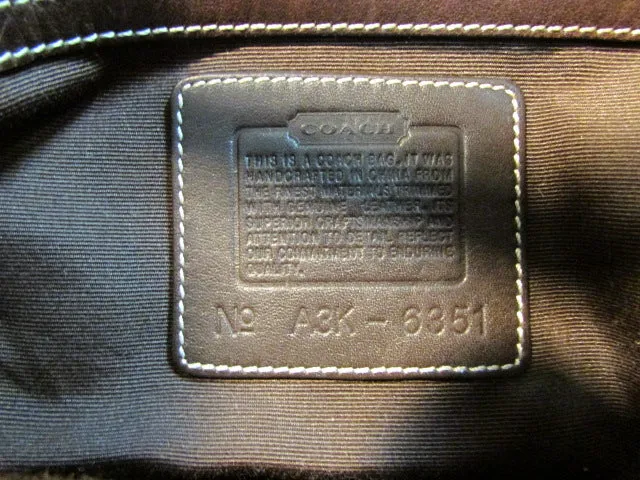 COACH
THIS IS A COACH BAG. IT WAS
HANDCRAFTED IN CHINA FROM
THE FINEST MATERIALS TRIMMED
WITH GENUINE LEATHER. ITS
SUPERIOR CRAFTSMANSHIP AND
ATTENTION TO DETAIL REFLECT
OUR COMMITMENT TO ENDURING
QUALITY.
Nº A3K - 6351